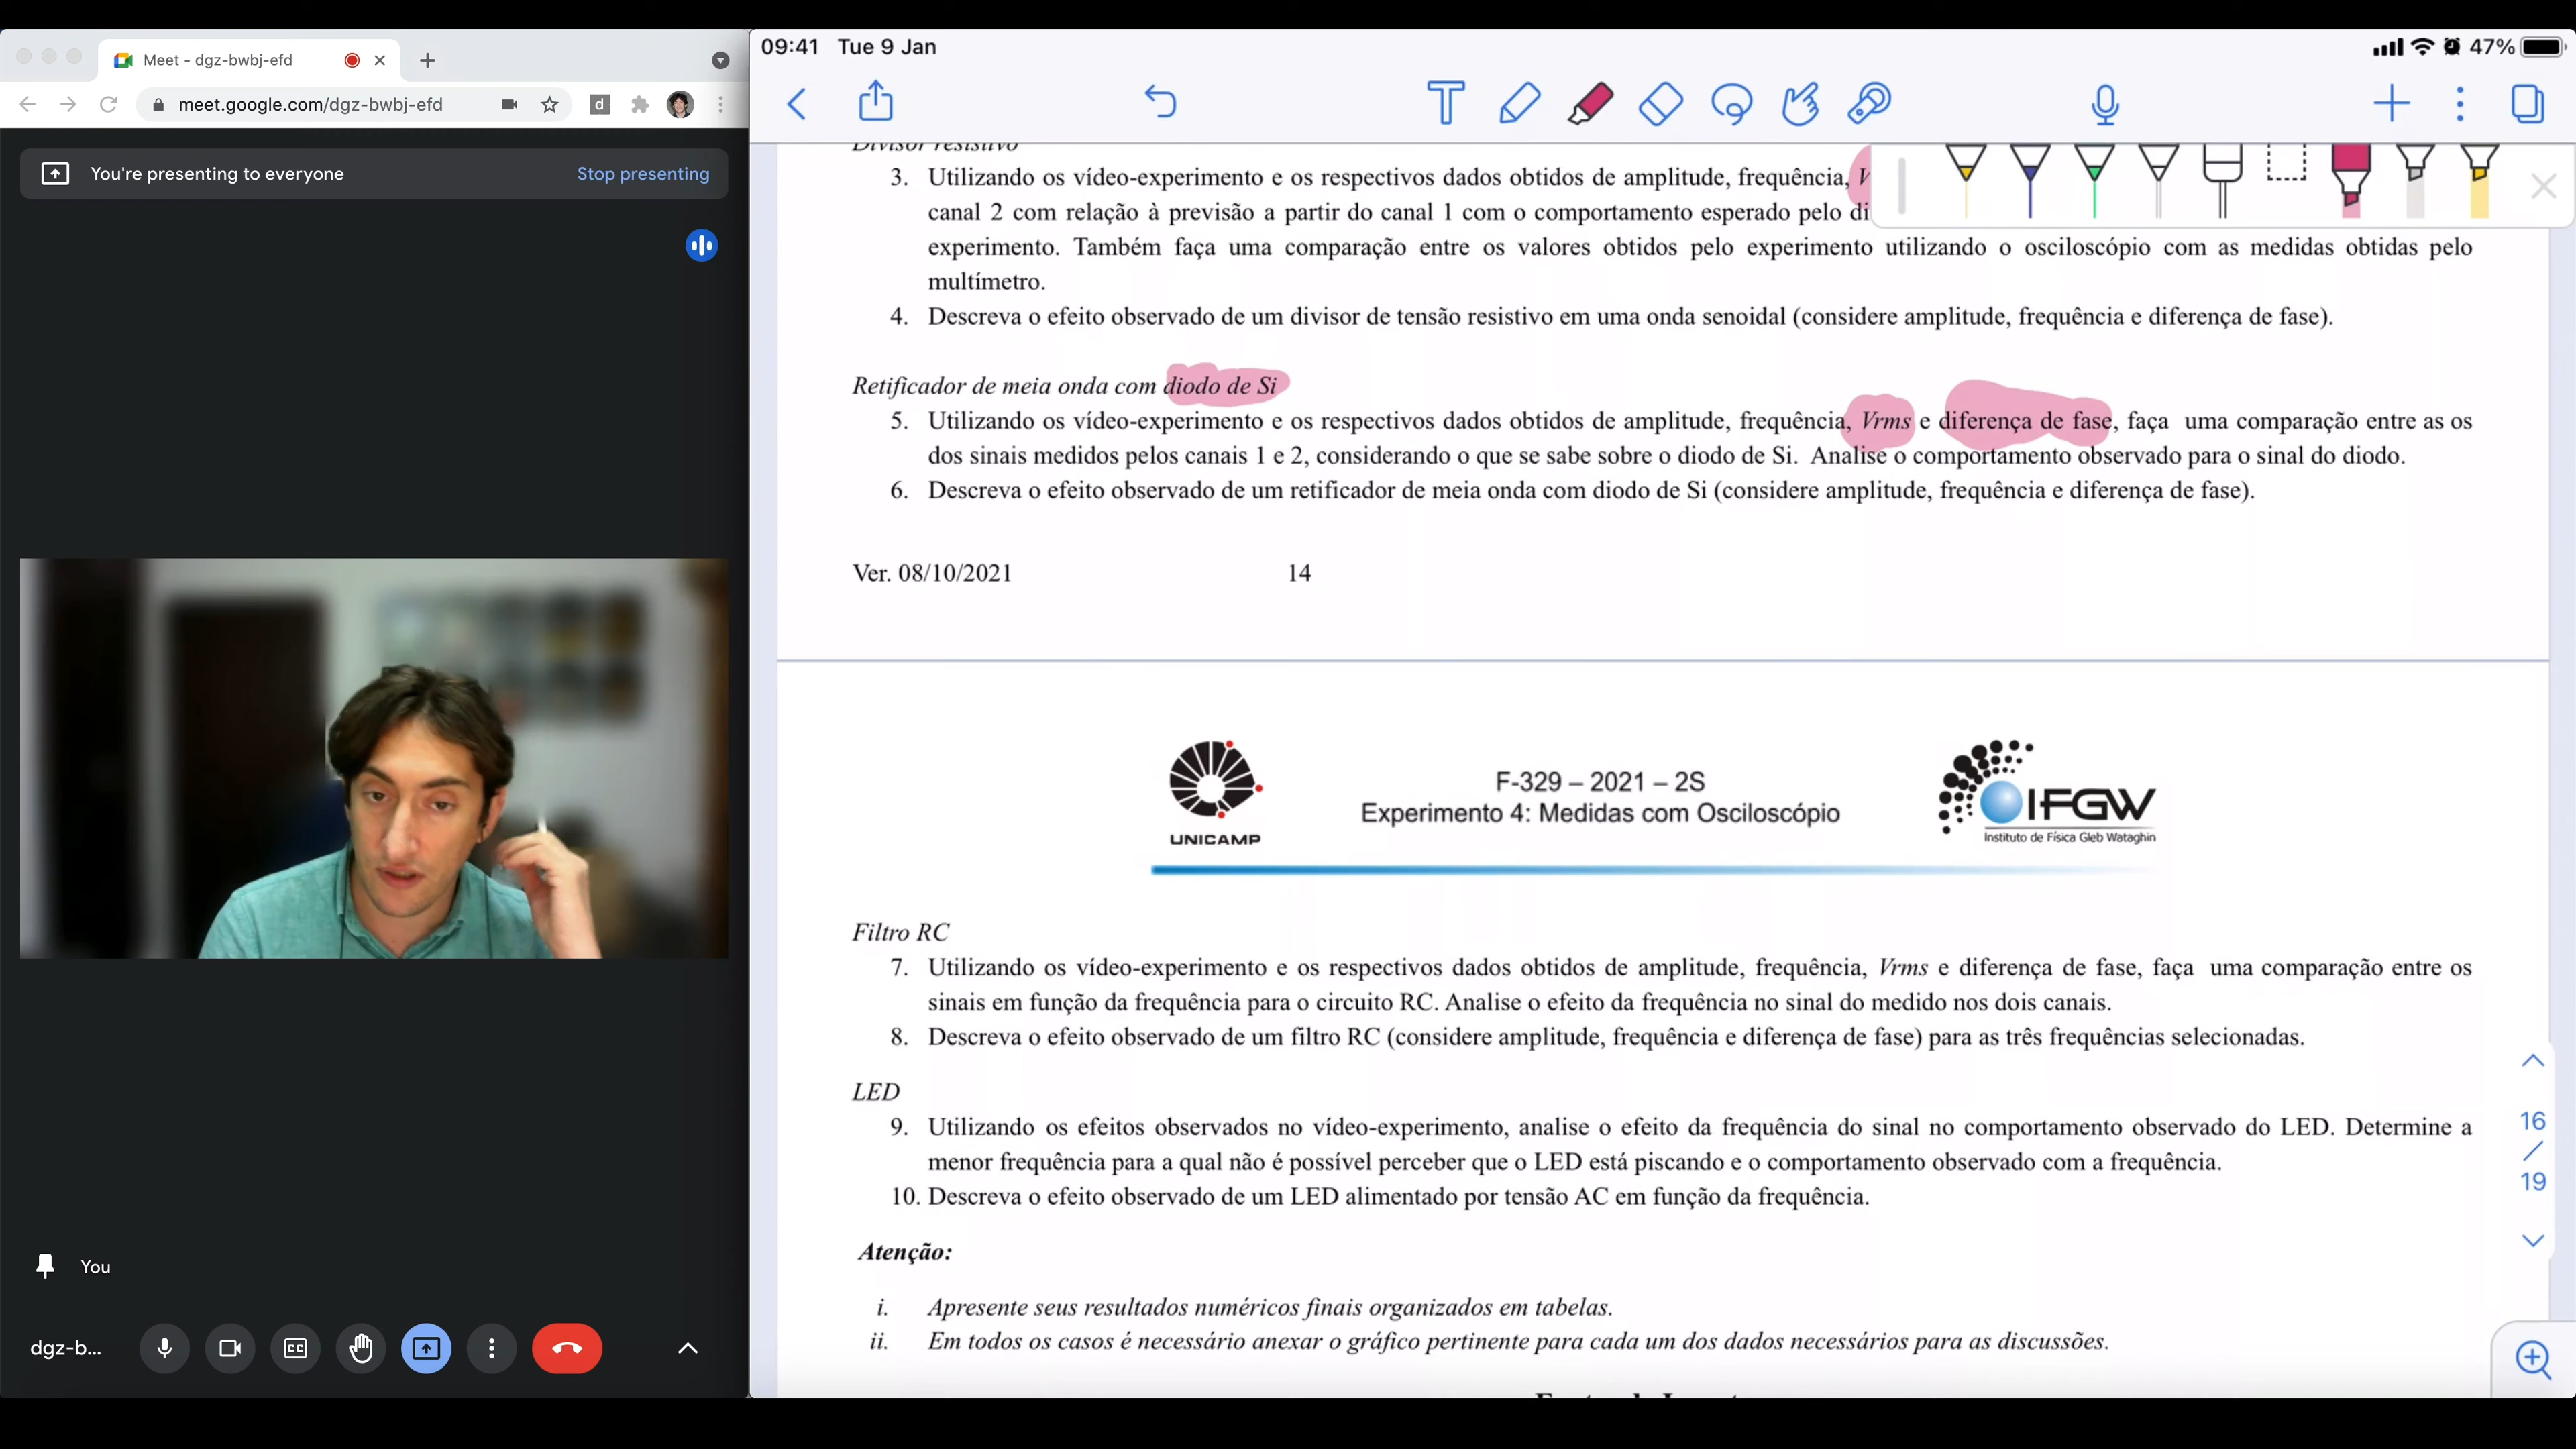 Meet - dgz-bwbj-efd
meet.google.com/dgz-bwbj-efd
d
You're presenting to everyone
Stop presenting
You
dgz-b...
CC
09:41 Tue 9 Jan
47%
T
Divisor resistivo
3. Utilizando os vídeo-experimento e os respectivos dados obtidos de amplitude, frequência, V
canal 2 com relação à previsão a partir do canal 1 com o comportamento esperado pelo di
experimento. Também faça uma comparação entre os valores obtidos pelo experimento utilizando o osciloscópio com as medidas obtidas pelo
multímetro.
4. Descreva o efeito observado de um divisor de tensão resistivo em uma onda senoidal (considere amplitude, frequência e diferença de fase).
Retificador de meia onda com diodo de Si
5. Utilizando os vídeo-experimento e os respectivos dados obtidos de amplitude, frequência, Vrms e diferença de fase, faça uma comparação entre as os
dos sinais medidos pelos canais 1 e 2, considerando o que se sabe sobre o diodo de Si. Analise o comportamento observado para o sinal do diodo.
6. Descreva o efeito observado de um retificador de meia onda com diodo de Si (considere amplitude, frequência e diferença de fase).
Ver. 08/10/2021 14
UNICAMP
F-329 – 2021 – 2S
Experimento 4: Medidas com Osciloscópio
IFGW
Instituto de Física Gleb Wataghin
Filtro RC
7. Utilizando os vídeo-experimento e os respectivos dados obtidos de amplitude, frequência, Vrms e diferença de fase, faça uma comparação entre os
sinais em função da frequência para o circuito RC. Analise o efeito da frequência no sinal do medido nos dois canais.
8. Descreva o efeito observado de um filtro RC (considere amplitude, frequência e diferença de fase) para as três frequências selecionadas.
LED
9. Utilizando os efeitos observados no vídeo-experimento, analise o efeito da frequência do sinal no comportamento observado do LED. Determine a
menor frequência para a qual não é possível perceber que o LED está piscando e o comportamento observado com a frequência.
10. Descreva o efeito observado de um LED alimentado por tensão AC em função da frequência.
Atenção:
i. Apresente seus resultados numéricos finais organizados em tabelas.
ii. Em todos os casos é necessário anexar o gráfico pertinente para cada um dos dados necessários para as discussões.
16
/
19